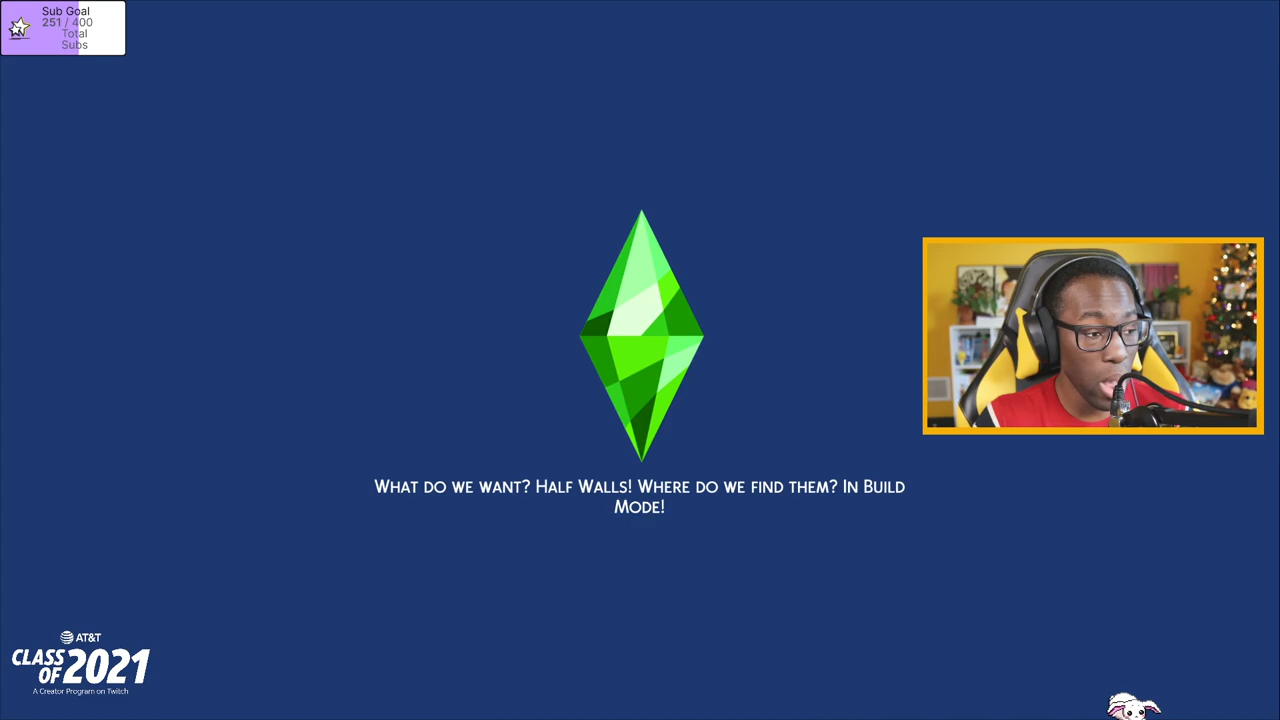 Sub Goal
251 / 400
Total
Subs
WHAT DO WE WANT? HALF WALLS! WHERE DO WE FIND THEM? IN BUILD
MODE!
AT&T
CLASS
OF 2021
A Creator Program on Twitch